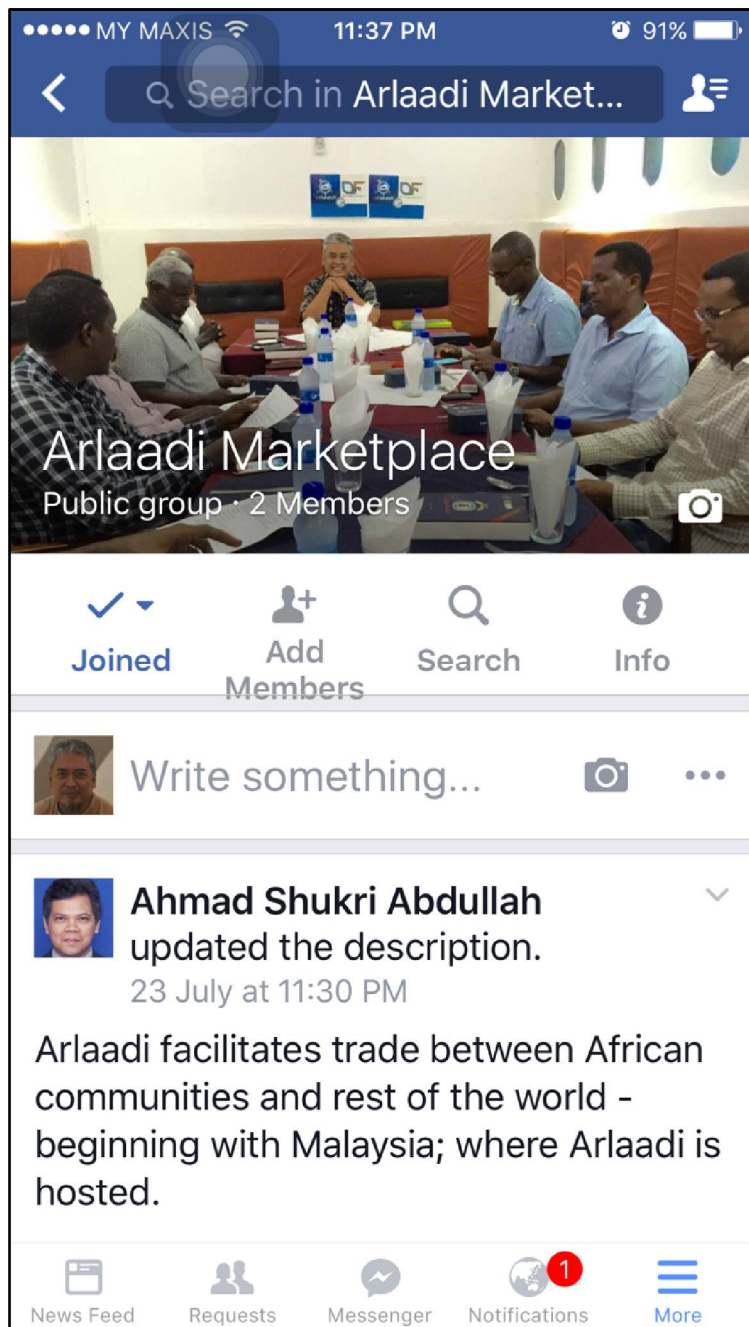 MY MAXIS 11:37 PM 91%
Search in Arlaadi Market...
Arlaadi Marketplace
Public group · 2 Members
Joined
Add
Members
Search
Info
Write something...
Ahmad Shukri Abdullah
updated the description.
23 July at 11:30 PM
Arlaadi facilitates trade between African
communities and rest of the world -
beginning with Malaysia; where Arlaadi is
hosted.
1
News Feed Requests Messenger Notifications More